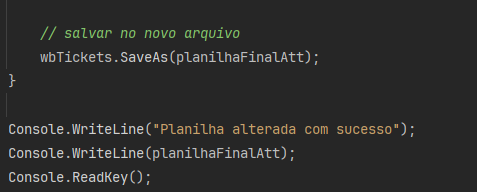 // salvar no novo arquivo
wbTickets.SaveAs(planilhaFinalAtt);
}
Console.WriteLine("Planilha alterada com sucesso");
Console.WriteLine(planilhaFinalAtt);
Console.ReadKey();